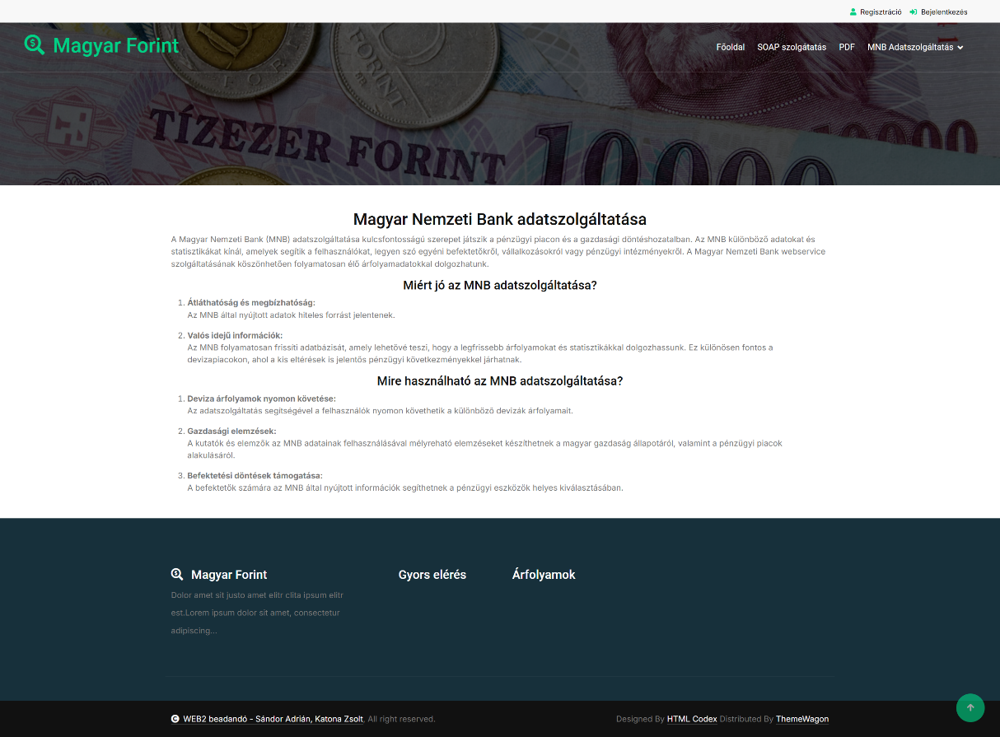 Regisztráció Bejelentkezés
Magyar Forint
Főoldal SOAP szolgátatás PDF MNB Adatszolgáltatás
FORINT
TÍZEZER FORINT
10000
10000
Magyar Nemzeti Bank adatszolgáltatása
A Magyar Nemzeti Bank (MNB) adatszolgáltatása kulcsfontosságú szerepet játszik a pénzügyi piacon és a gazdasági döntéshozatalban. Az MNB különböző adatokat és
statisztikákat kínál, amelyek segítik a felhasználókat, legyen szó egyéni befektetőkről, vállalkozásokról vagy pénzügyi intézményekről. A Magyar Nemzeti Bank webservice
szolgáltatásának köszönhetően folyamatosan élő árfolyamadatokkal dolgozhatunk.
Miért jó az MNB adatszolgáltatása?
1. Átláthatóság és megbízhatóság:
Az MNB által nyújtott adatok hiteles forrást jelentenek.
2. Valós idejű információk:
Az MNB folyamatosan frissíti adatbázisát, amely lehetővé teszi, hogy a legfrissebb árfolyamokat és statisztikákkal dolgozhassunk. Ez különösen fontos a
devizapiacokon, ahol a kis eltérések is jelentős pénzügyi következményekkel járhatnak.
Mire használható az MNB adatszolgáltatása?
1. Deviza árfolyamok nyomon követése:
Az adatszolgáltatás segítségével a felhasználók nyomon követhetik a különböző devizák árfolyamait.
2. Gazdasági elemzések:
A kutatók és elemzők az MNB adatainak felhasználásával mélyreható elemzéseket készíthetnek a magyar gazdaság állapotáról, valamint a pénzügyi piacok
alakulásáról.
3. Befektetési döntések támogatása:
A befektetők számára az MNB által nyújtott információk segíthetnek a pénzügyi eszközök helyes kiválasztásában.
Magyar Forint
Dolor amet sit justo amet elitr clita ipsum elitr
est.Lorem ipsum dolor sit amet, consectetur
adipiscing...
Gyors elérés
Árfolyamok
WEB2 beadandó - Sándor Adrián, Katona Zsolt, All right reserved.
Designed By HTML Codex Distributed By ThemeWagon